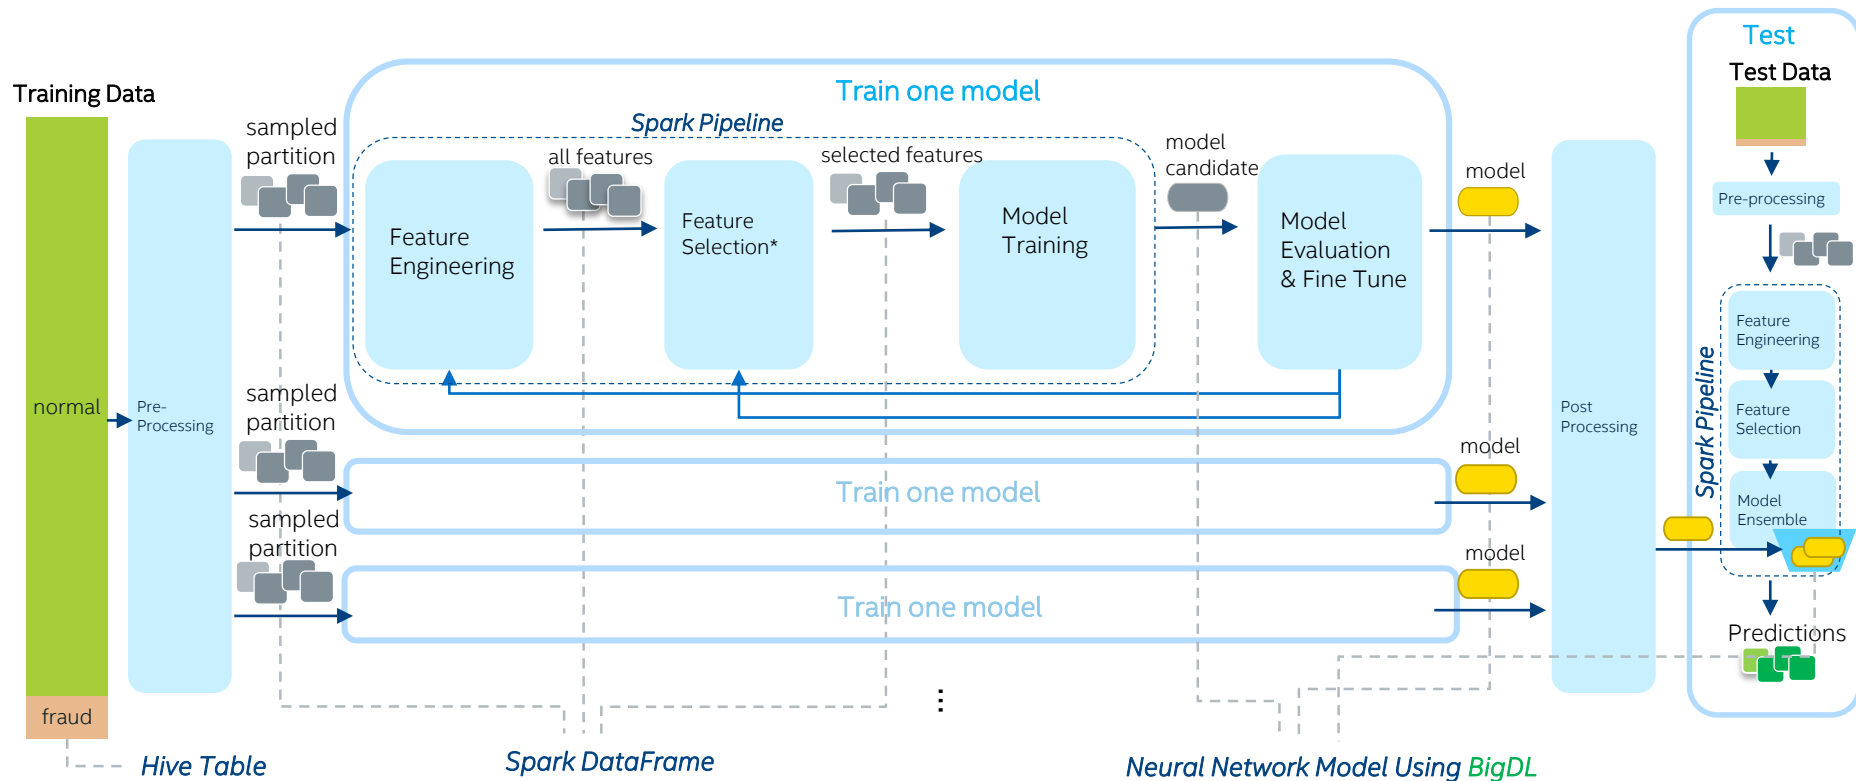 Training Data
normal
fraud
Hive Table
Pre-
Processing
sampled
partition
sampled
partition
sampled
partition
Train one model
Spark Pipeline
Feature
Engineering
all features
Feature
Selection*
selected features
Model
Training
model
candidate
Model
Evaluation
& Fine Tune
model
Train one model
model
Train one model
model
⋮
Spark DataFrame
Neural Network Model Using BigDL
Post
Processing
Test
Test Data
Pre-processing
Spark Pipeline
Feature
Engineering
Feature
Selection
Model
Ensemble
Predictions